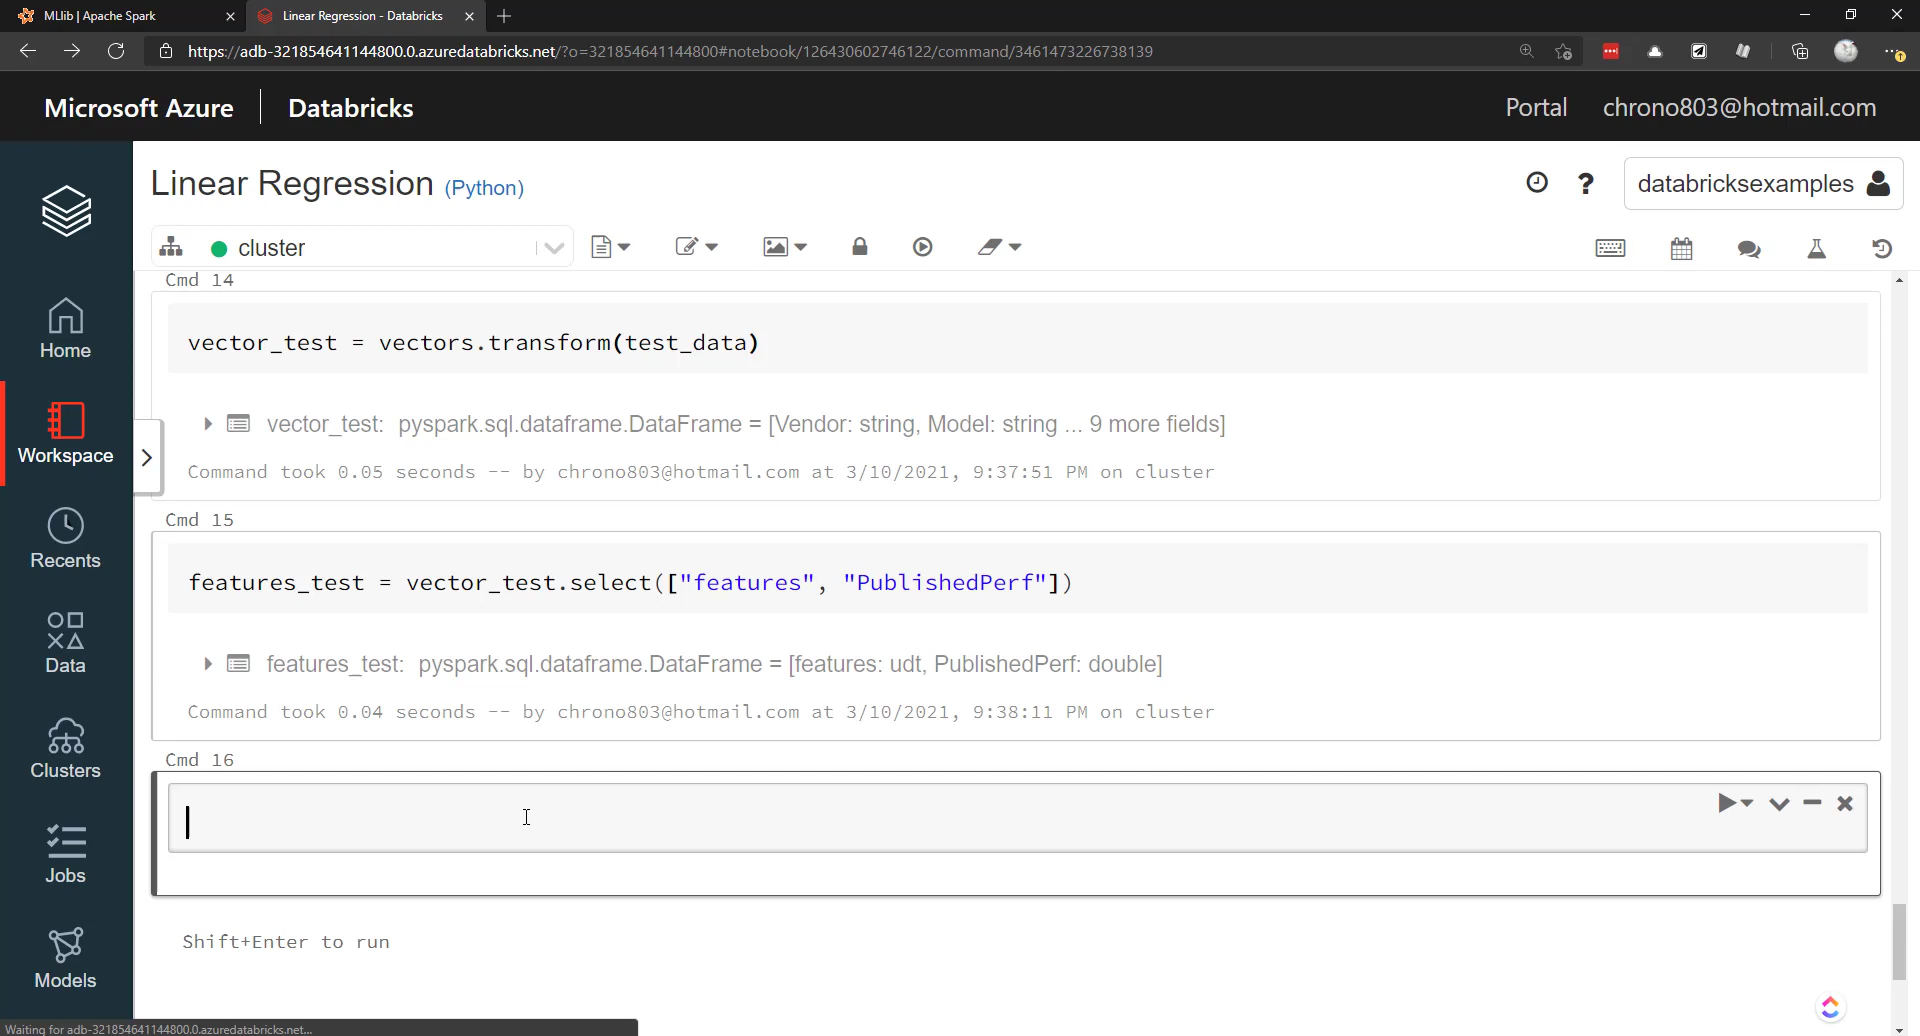 MLlib | Apache Spark
Linear Regression - Databricks
https://adb-321854641144800.0.azuredatabricks.net/?o=321854641144800#notebook/126430602746122/command/3461473226738139
Microsoft Azure | Databricks
Portal chrono803@hotmail.com
Linear Regression (Python)
? databricksexamples
cluster
Home
Workspace
Recents
Data
Clusters
Jobs
Models
Cmd 14
vector_test = vectors.transform(test_data)
vector_test: pyspark.sql.dataframe.DataFrame = [Vendor: string, Model: string ... 9 more fields]
Command took 0.05 seconds -- by chrono803@hotmail.com at 3/10/2021, 9:37:51 PM on cluster
Cmd 15
features_test = vector_test.select(["features", "PublishedPerf"])
features_test: pyspark.sql.dataframe.DataFrame = [features: udt, PublishedPerf: double]
Command took 0.04 seconds -- by chrono803@hotmail.com at 3/10/2021, 9:38:11 PM on cluster
Cmd 16
Shift+Enter to run
Waiting for adb-321854641144800.0.azuredatabricks.net...